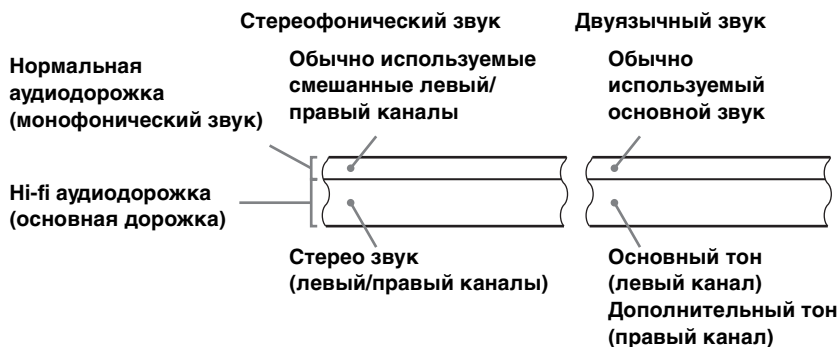 Стереофонический звук
Двуязычный звук
Нормальная
аудиодорожка
(монофонический звук)
Обычно используемые
смешанные левый/
правый каналы
Обычно
используемый
основной звук
Hi-fi аудиодорожка
(основная дорожка)
Стерео звук
(левый/правый каналы)
Основный тон
(левый канал)
Дополнительный тон
(правый канал)